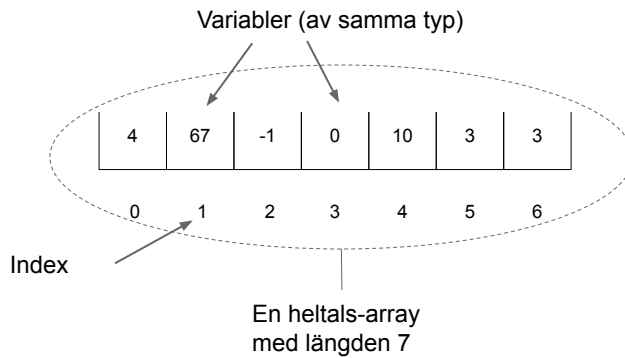 Variabler (av samma typ)
4 67 -1 0 10 3 3
0 1 2 3 4 5 6
Index
En heltals-array
med längden 7